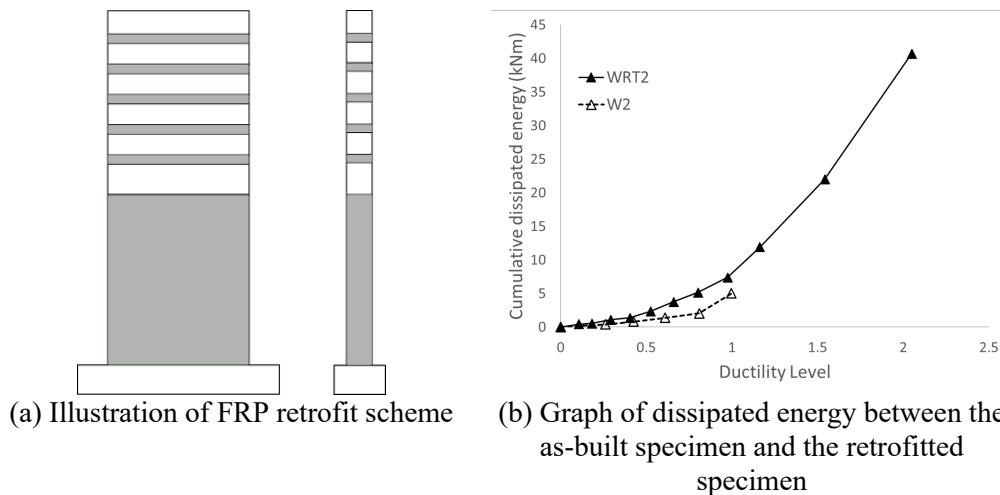 45
40
35
30
25
20
15
10
5
0
Cumulative dissipated energy (kNm)
WRT2
W2
0 0.5 1 1.5 2 2.5
Ductility Level
(a) Illustration of FRP retrofit scheme
(b) Graph of dissipated energy between the
as-built specimen and the retrofitted
specimen